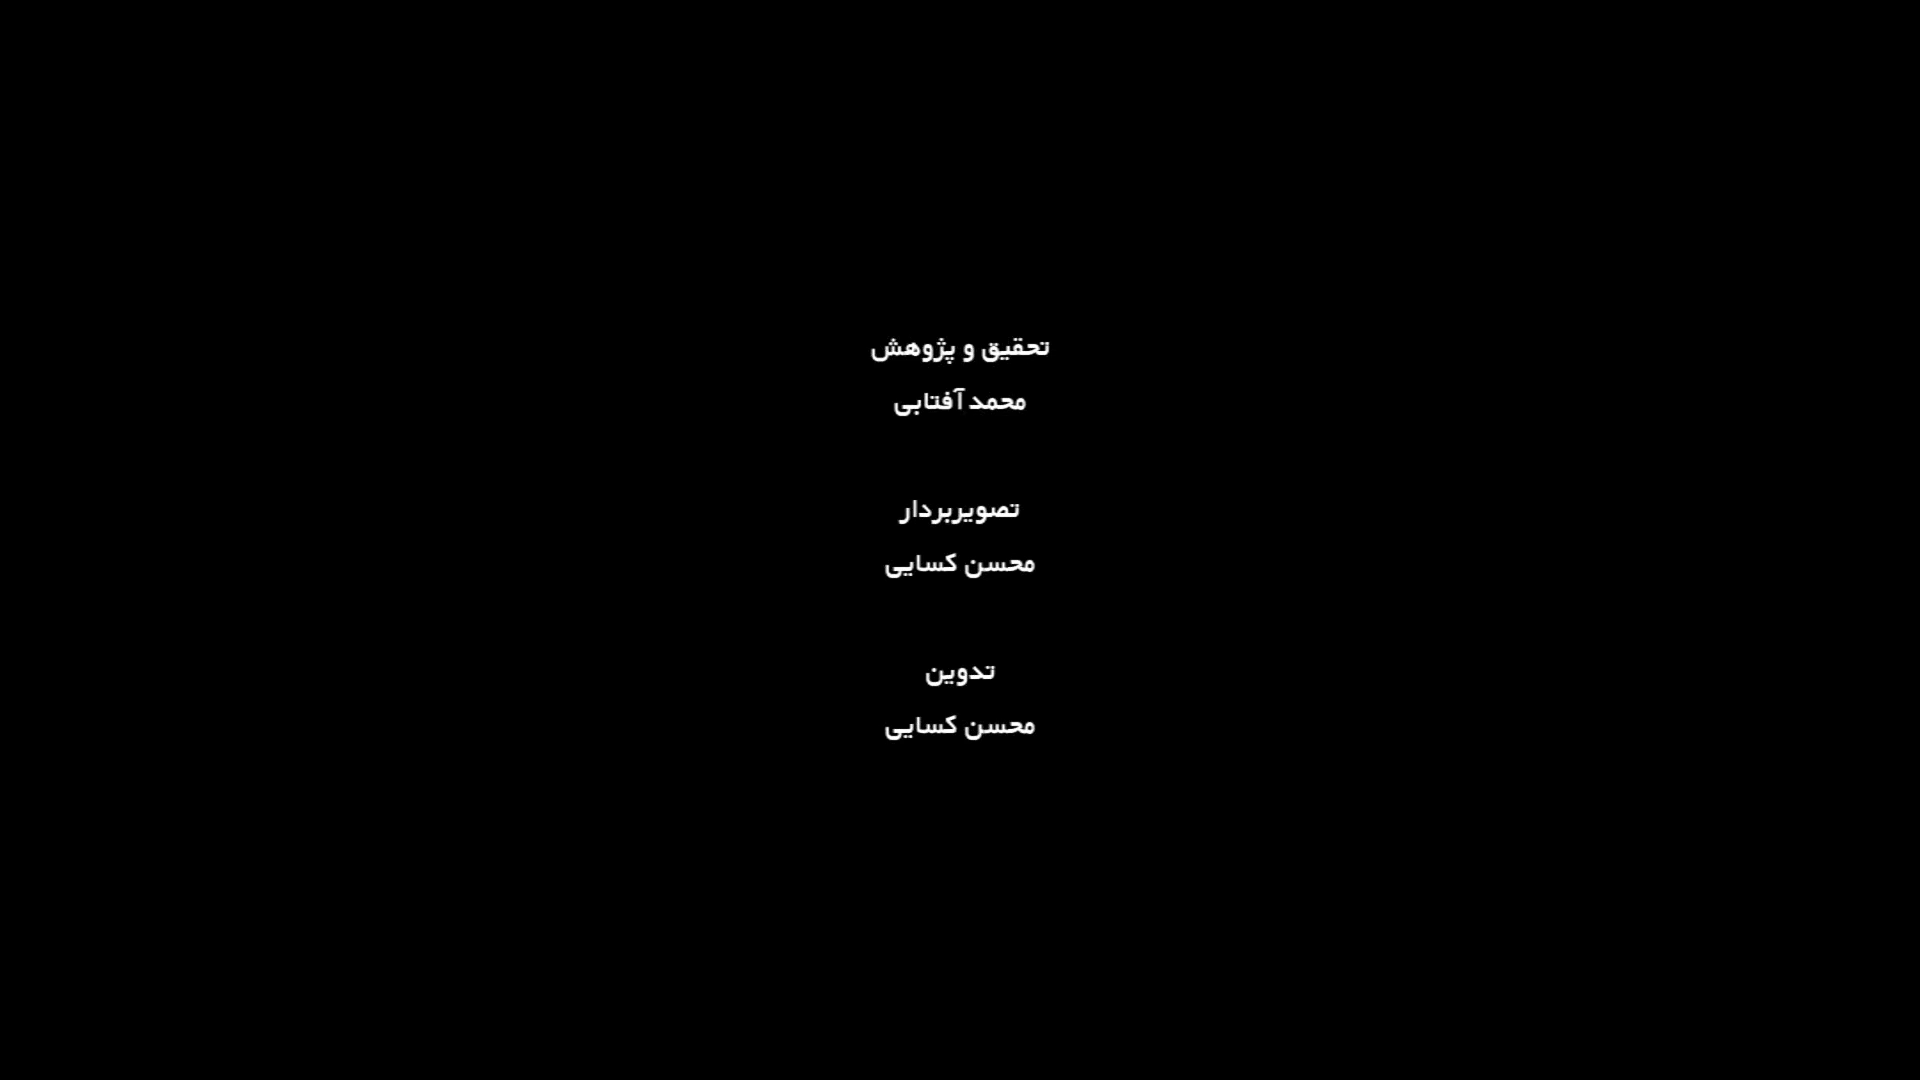 تحقیق و پژوهش
محمد آفتابی
تصویربردار
محسن کسایی
تدوین
محسن کسایی